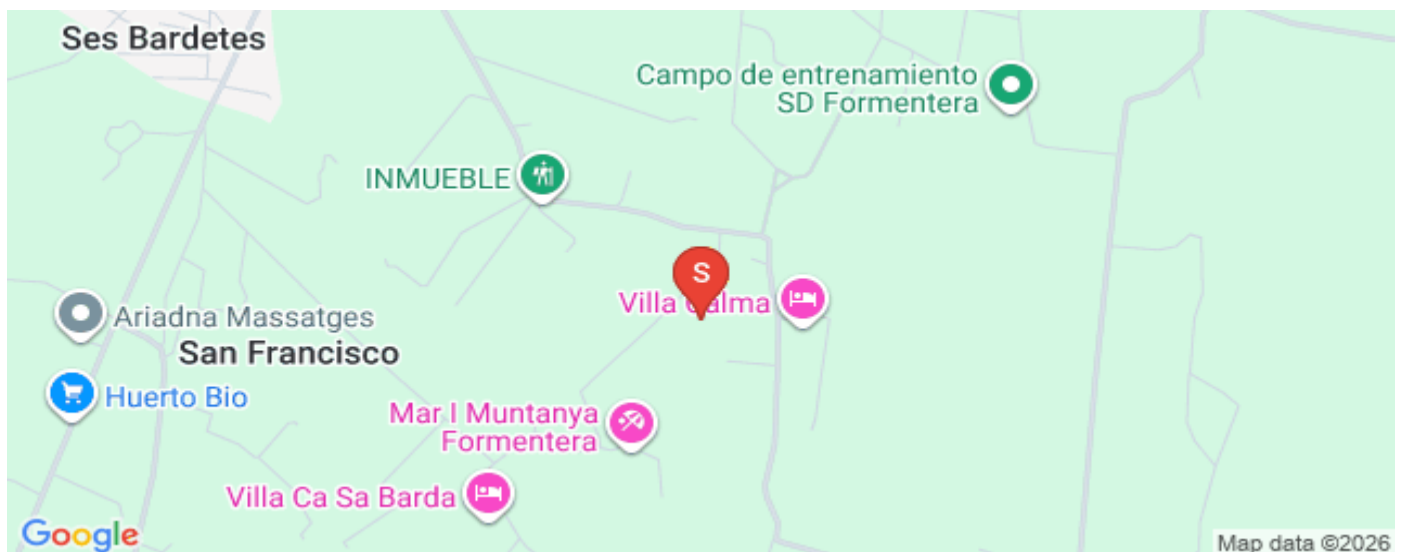 Ses Bardetes
Campo de entrenamiento
SD Formentera
INMUEBLE
S
Villa Calma
Ariadna Massatges
San Francisco
Huerto Bio
Mar I Muntanya
Formentera
Villa Ca Sa Barda
Google
Map data ©2026